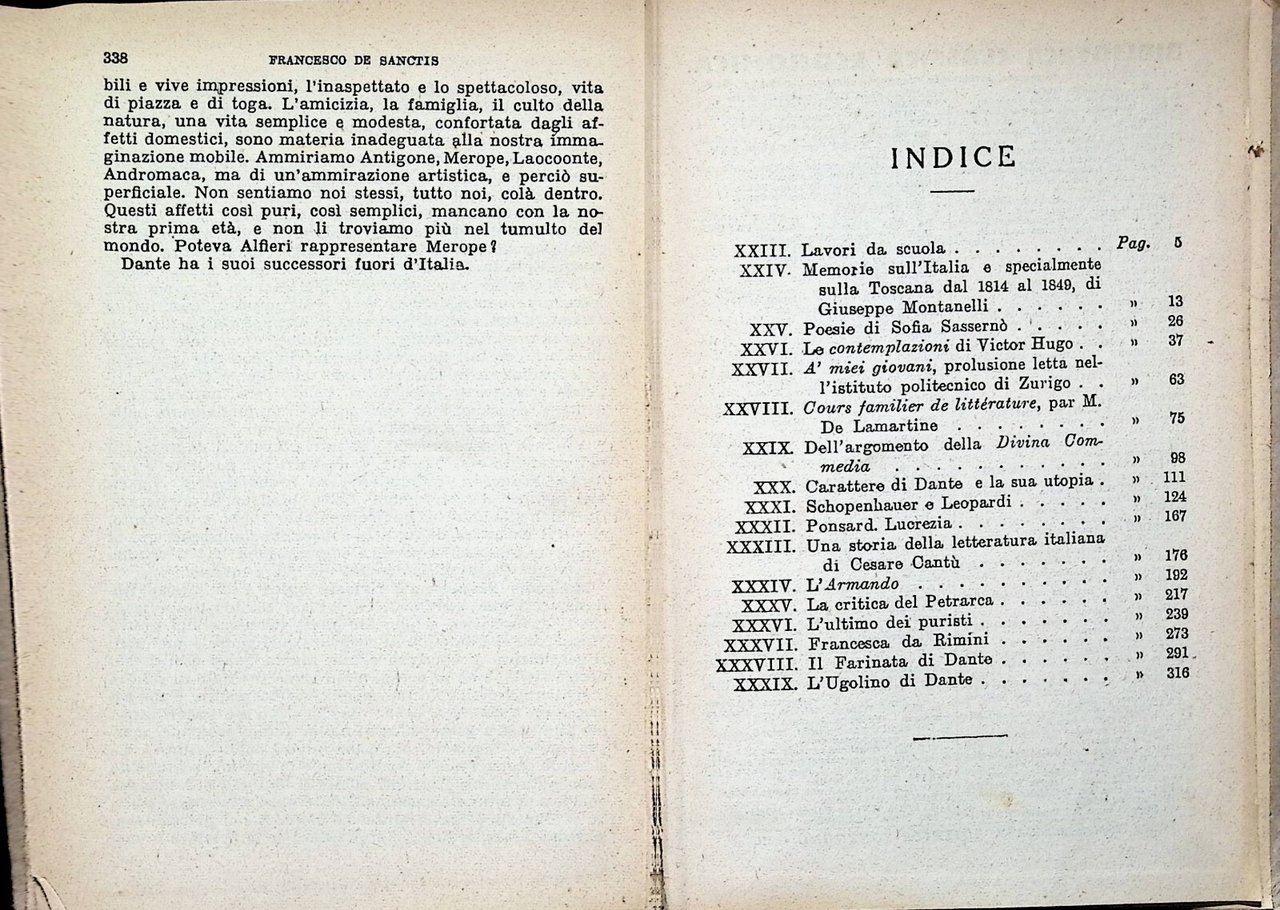 338
FRANCESCO DE SANCTIS
bili e vive impressioni, l'inaspettato e lo spettacoloso, vita
di piazza e di toga. L'amicizia, la famiglia, il culto della
natura, una vita semplice e modesta, confortata dagli af-
fetti domestici, sono materia inadeguata alla nostra imma-
ginazione mobile. Ammiriamo Antigone, Merope, Laocoonte,
Andromaca, ma di un'ammirazione artistica, e perciò su-
perficiale. Non sentiamo noi stessi, tutto noi, colà dentro.
Questi affetti così puri, così semplici, mancano con la no-
stra prima età, e non li troviamo più nel tumulto del
mondo. Poteva Alfieri rappresentare Merope?
Dante ha i suoi successori fuori d'Italia.
INDICE
XXIII. Lavori da scuola . . . . . . . . Pag. 5
XXIV. Memorie sull'Italia e specialmente
sulla Toscana dal 1814 al 1849, di
Giuseppe Montanelli . . . . . . » 13
XXV. Poesie di Sofia Sassernò . . . . . » 26
XXVI. Le contemplazioni di Victor Hugo . . » 37
XXVII. A' miei giovani, prolusione letta nel-
l'istituto politecnico di Zurigo . . » 63
XXVIII. Cours familier de littérature, par M.
De Lamartine . . . . . . . . » 75
XXIX. Dell'argomento della Divina Com-
media . . . . . . . . . . . » 98
XXX. Carattere di Dante e la sua utopia . » 111
XXXI. Schopenhauer e Leopardi . . . . . » 124
XXXII. Ponsard. Lucrezia . . . . . . . . » 167
XXXIII. Una storia della letteratura italiana
di Cesare Cantù . . . . . . . » 176
XXXIV. L'Armando . . . . . . . . . . » 192
XXXV. La critica del Petrarca . . . . . . » 217
XXXVI. L'ultimo dei puristi . . . . . . . » 239
XXXVII. Francesca da Rimini . . . . . . » 273
XXXVIII. Il Farinata di Dante . . . . . . » 291
XXXIX. L'Ugolino di Dante . . . . . . . » 316